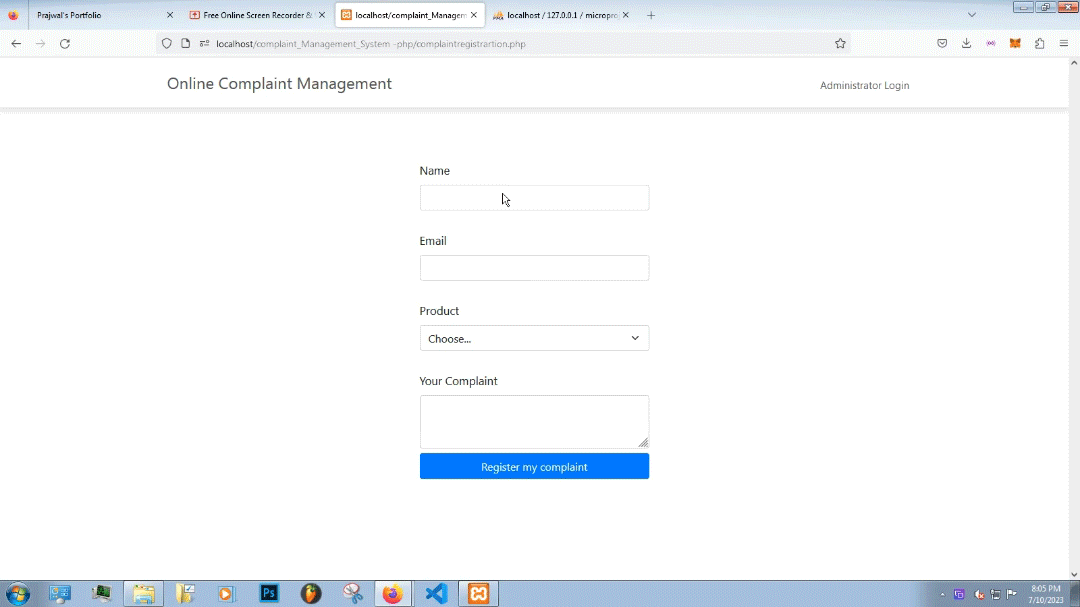 Prajwal's Portfolio
Free Online Screen Recorder &
localhost/complaint_Managem
localhost / 127.0.0.1 / micropro
localhost/complaint_Management_System -php/complaintregistrartion.php
Online Complaint Management
Administrator Login
Name
Email
Product
Choose...
Your Complaint
Register my complaint
Ps
8:05 PM
7/10/2023